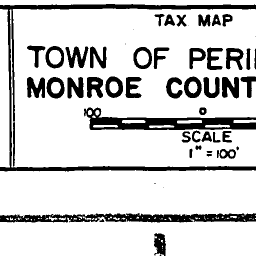 TAX MAP
TOWN OF PERI
MONROE COUNT
100 0
SCALE
1" = 100'